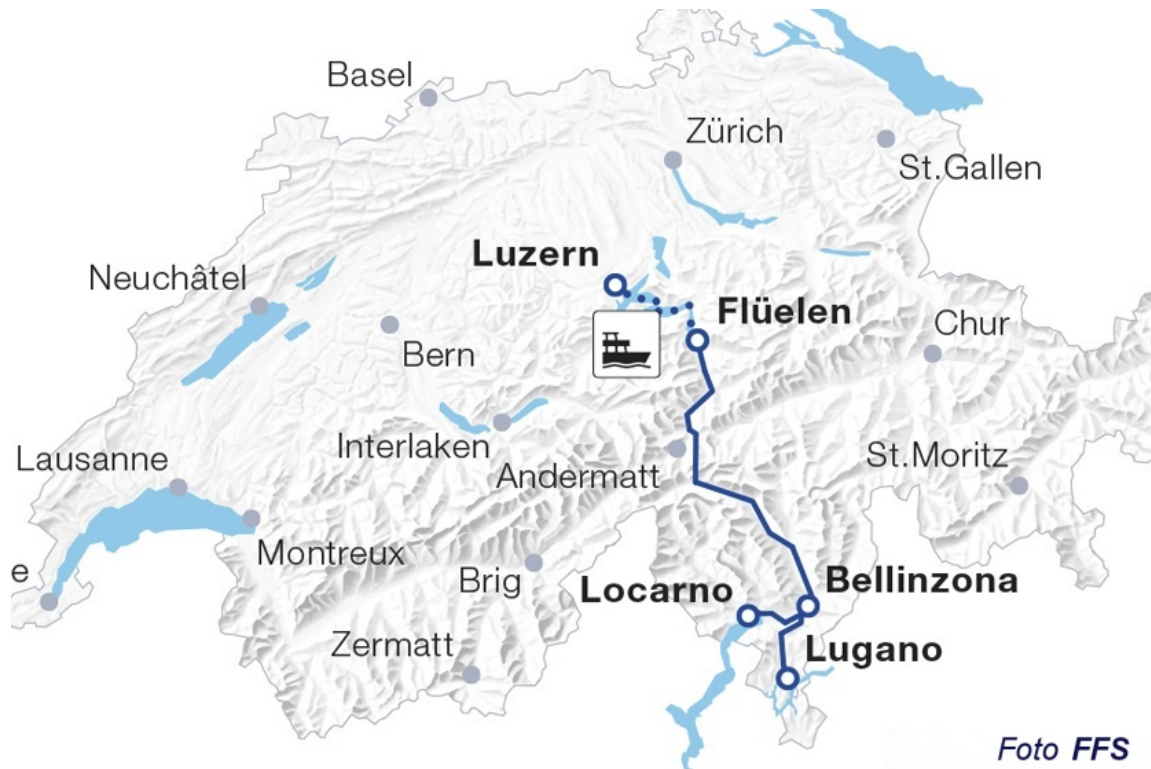 Basel
Zürich
St.Gallen
Luzern
Neuchâtel
Flüelen
Chur
Bern
Interlaken
Andermatt
St.Moritz
Lausanne
Montreux
e
Brig
Locarno
Bellinzona
Zermatt
Lugano
Foto FFS